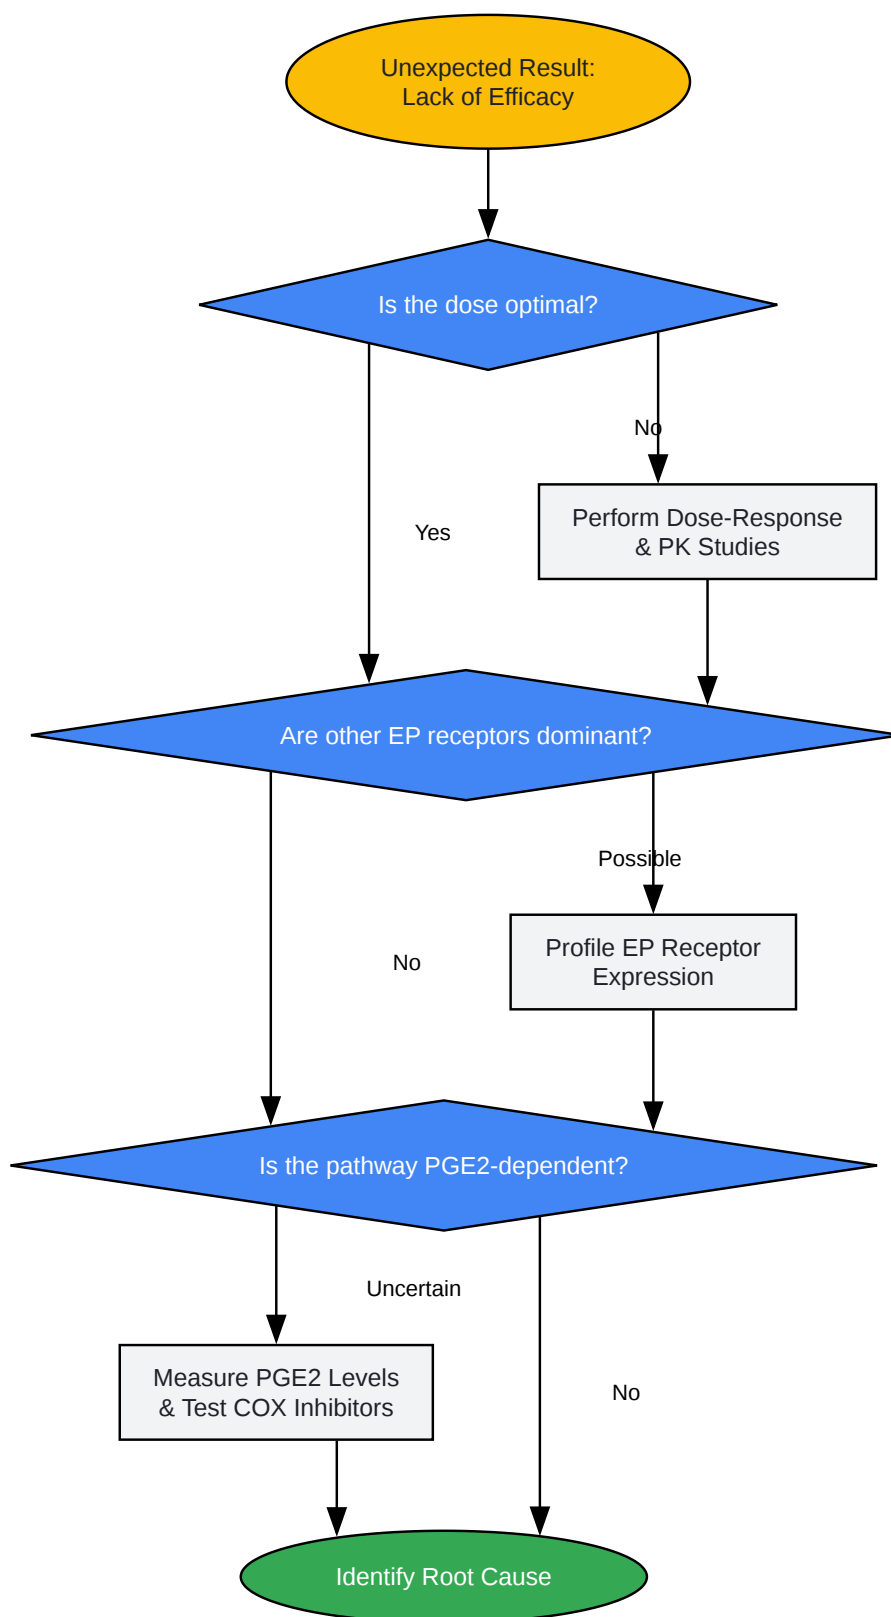 Unexpected Result:
Lack of Efficacy
Is the dose optimal?
No
Perform Dose-Response
& PK Studies
Yes
Are other EP receptors dominant?
Possible
Profile EP Receptor
Expression
No
Is the pathway PGE2-dependent?
Uncertain
Measure PGE2 Levels
& Test COX Inhibitors
No
Identify Root Cause